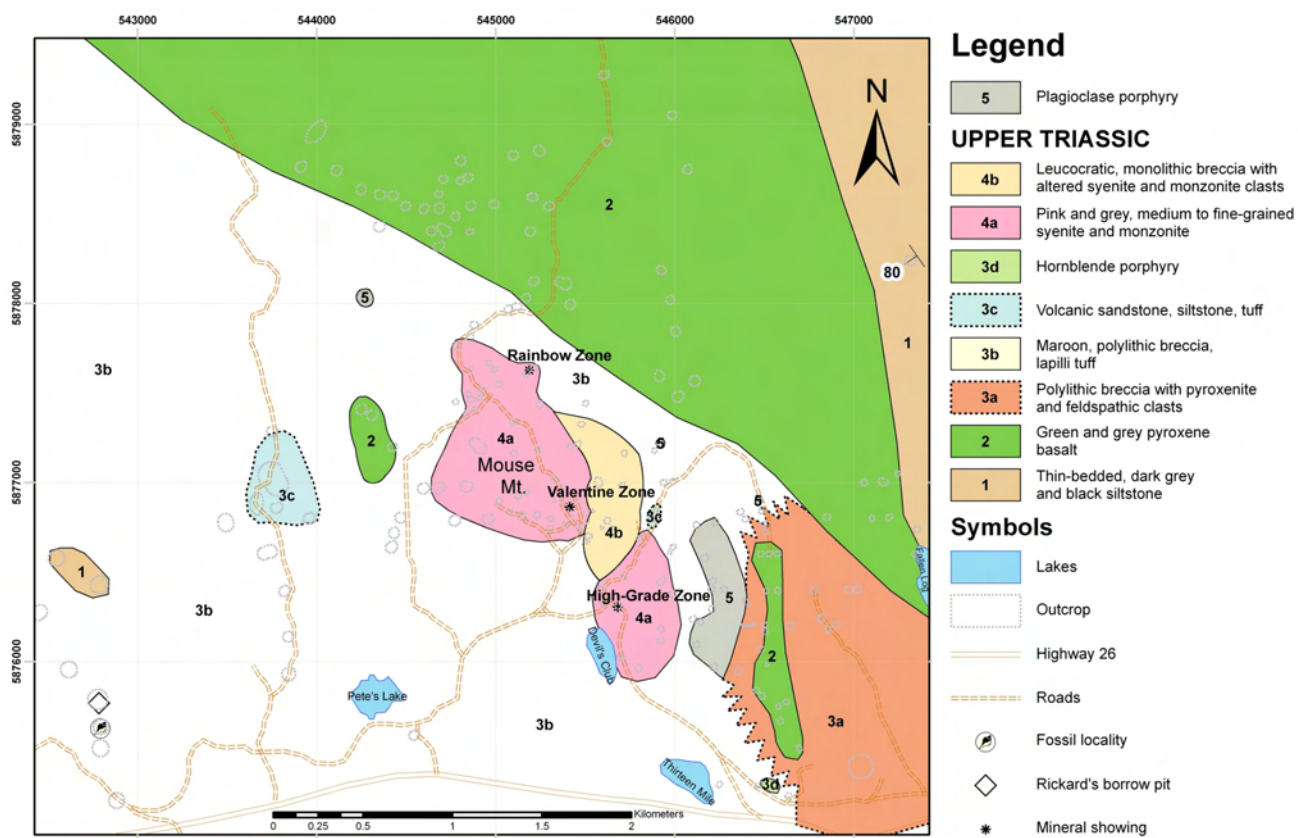 543000
544000
545000
546000
547000
5879000
5878000
5877000
5876000
N
2
5
80
1
3b
Rainbow Zone
3b
4a
Mouse
Mt.
2
5
3c
Valentine Zone
5
3c
4b
1
High-Grade Zone
4a
5
Fallen Log
3b
Devil's Club
2
Pete's Lake
3b
3a
Thirteen Mile
3d
Kilometers
0 0.25 0.5 1 1.5 2
Legend
5 Plagioclase porphyry
UPPER TRIASSIC
4b Leucocratic, monolithic breccia with
altered syenite and monzonite clasts
4a Pink and grey, medium to fine-grained
syenite and monzonite
3d Hornblende porphyry
3c Volcanic sandstone, siltstone, tuff
3b Maroon, polylithic breccia,
lapilli tuff
3a Polylithic breccia with pyroxenite
and feldspathic clasts
2 Green and grey pyroxene
basalt
1 Thin-bedded, dark grey
and black siltstone
Symbols
Lakes
Outcrop
Highway 26
Roads
Fossil locality
Rickard's borrow pit
Mineral showing